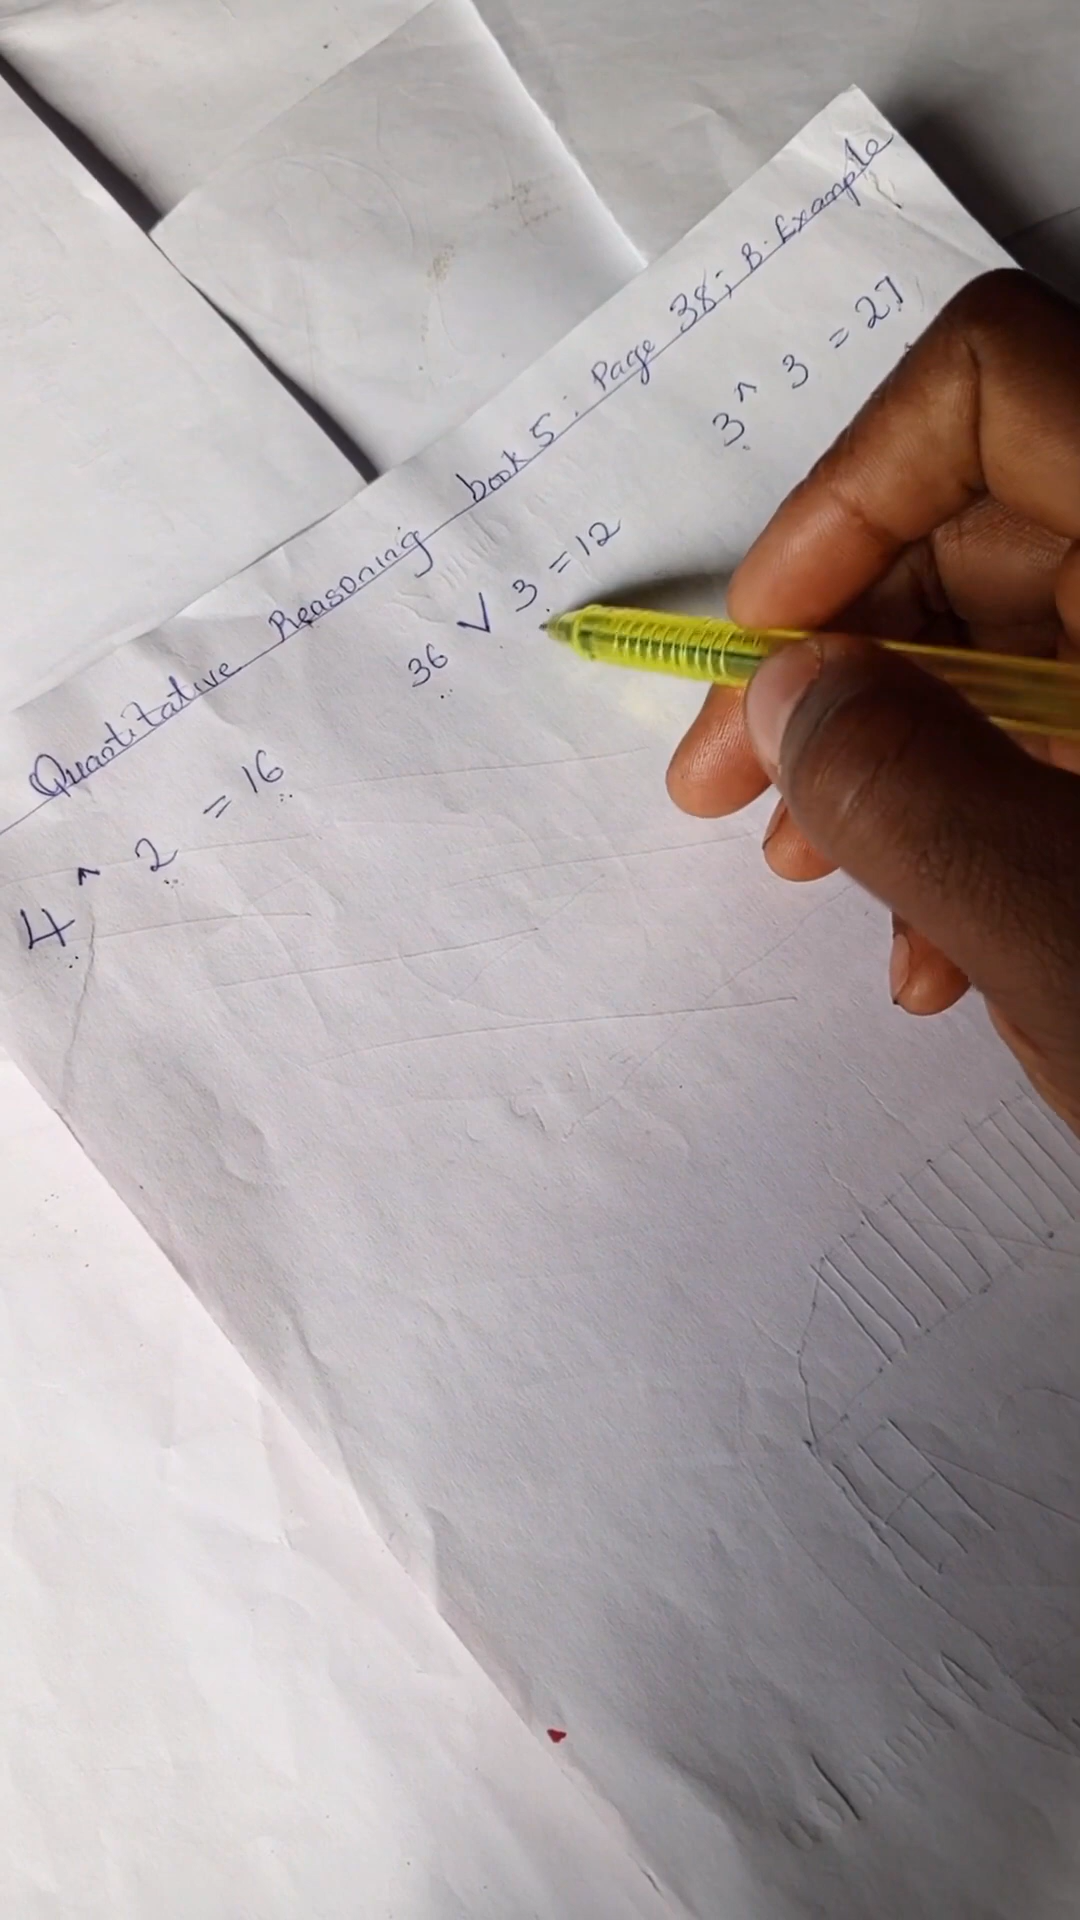 Quantitative Reasoning book 5: Page 38; B. Example
4 ^ 2 = 16
36 V 3 = 12
3 ^ 3 = 27